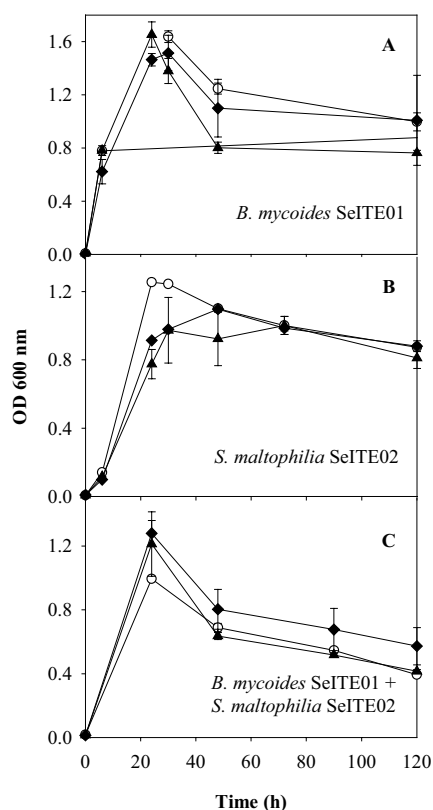 1.6
A
1.2
0.8
0.4
B. mycoides SeITE01
0.0
B
1.2
0.8
OD 600 nm
0.4
S. maltophilia SeITE02
0.0
C
1.2
0.8
0.4
B. mycoides SeITE01 +
S. maltophilia SeITE02
0.0
0 20 40 60 80 100 120
Time (h)